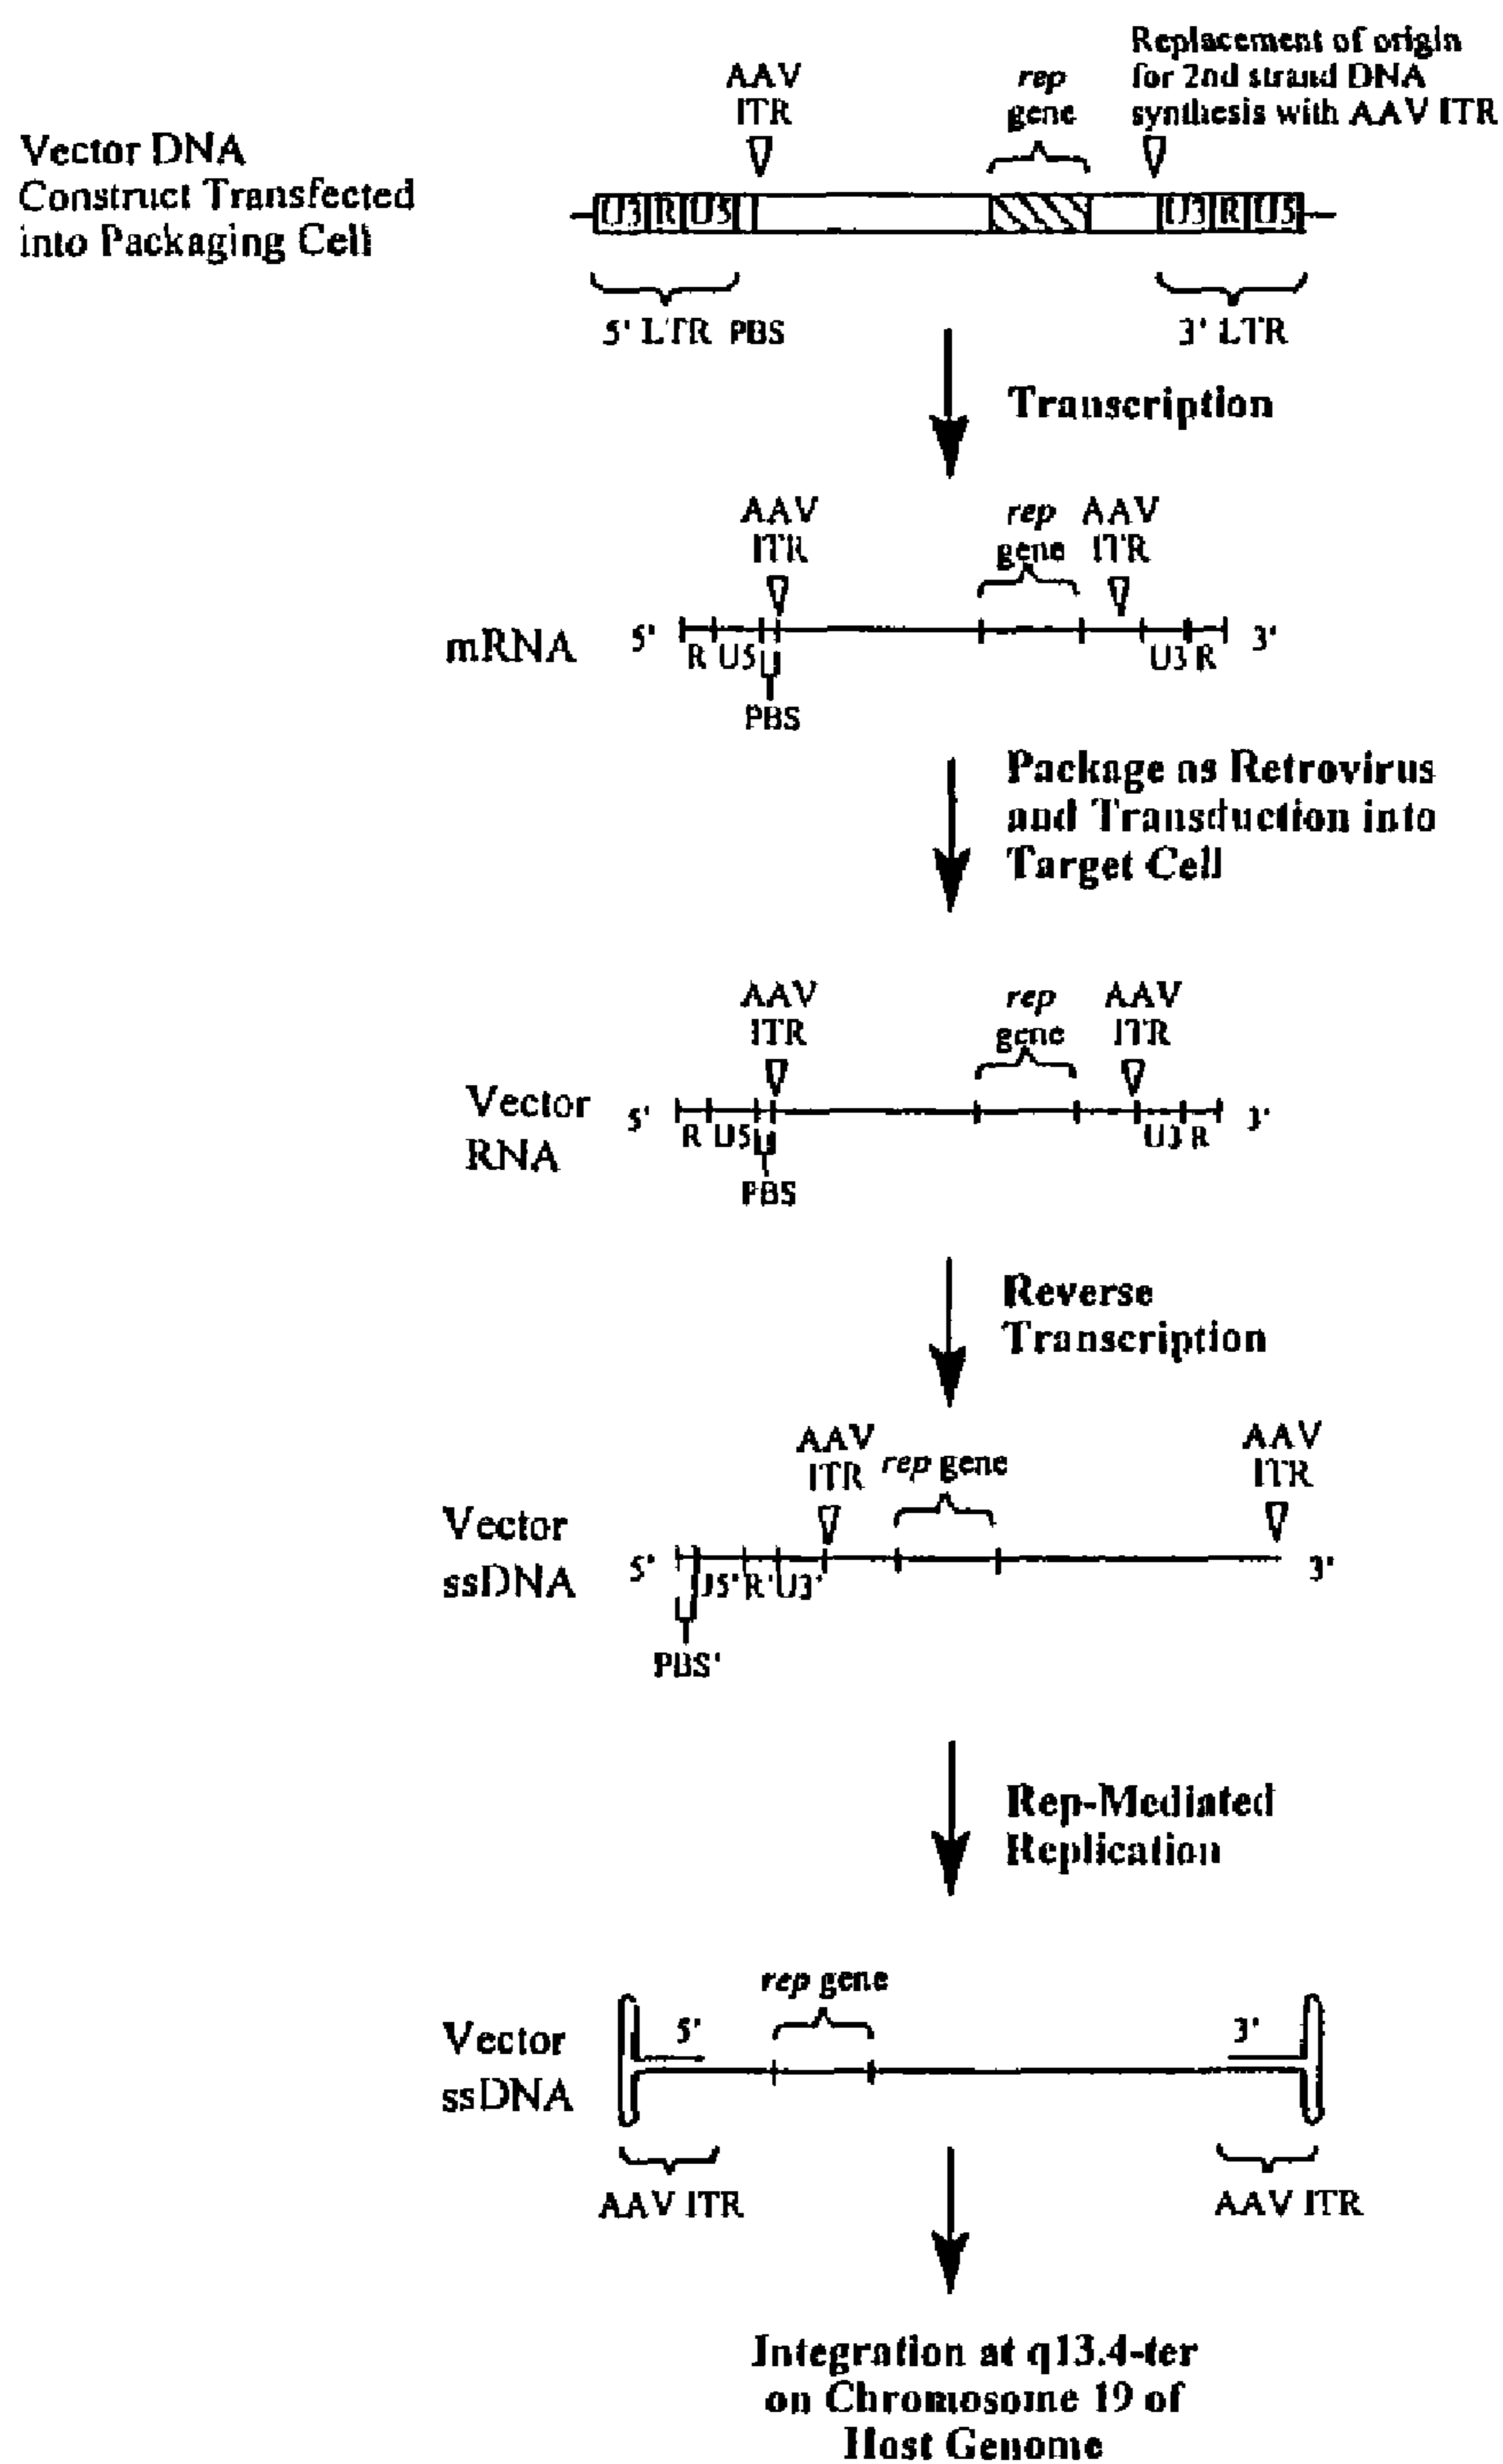 Replacement of origin
for 2nd strand DNA
synthesis with AAV ITR
AAV
ITR
rep
gene
Vector DNA
Construct Transfected
into Packaging Cell
U3 R U5
U3 R U5
5' LTR PBS
3' LTR
Transcription
AAV
ITR
rep
gene
AAV
ITR
mRNA
5'
3'
R U5
U3 R
PBS
Package as Retrovirus
and Transduction into
Target Cell
AAV
ITR
rep
gene
AAV
ITR
Vector
RNA
5'
3'
R U5
U3 R
PBS
Reverse
Transcription
AAV
ITR
rep gene
AAV
ITR
Vector
ssDNA
5'
3'
U5' R' U3'
PBS'
Rep-Mediated
Replication
rep gene
Vector
ssDNA
5'
3'
AAV ITR
AAV ITR
Integration at q13.4-ter
on Chromosome 19 of
Host Genome